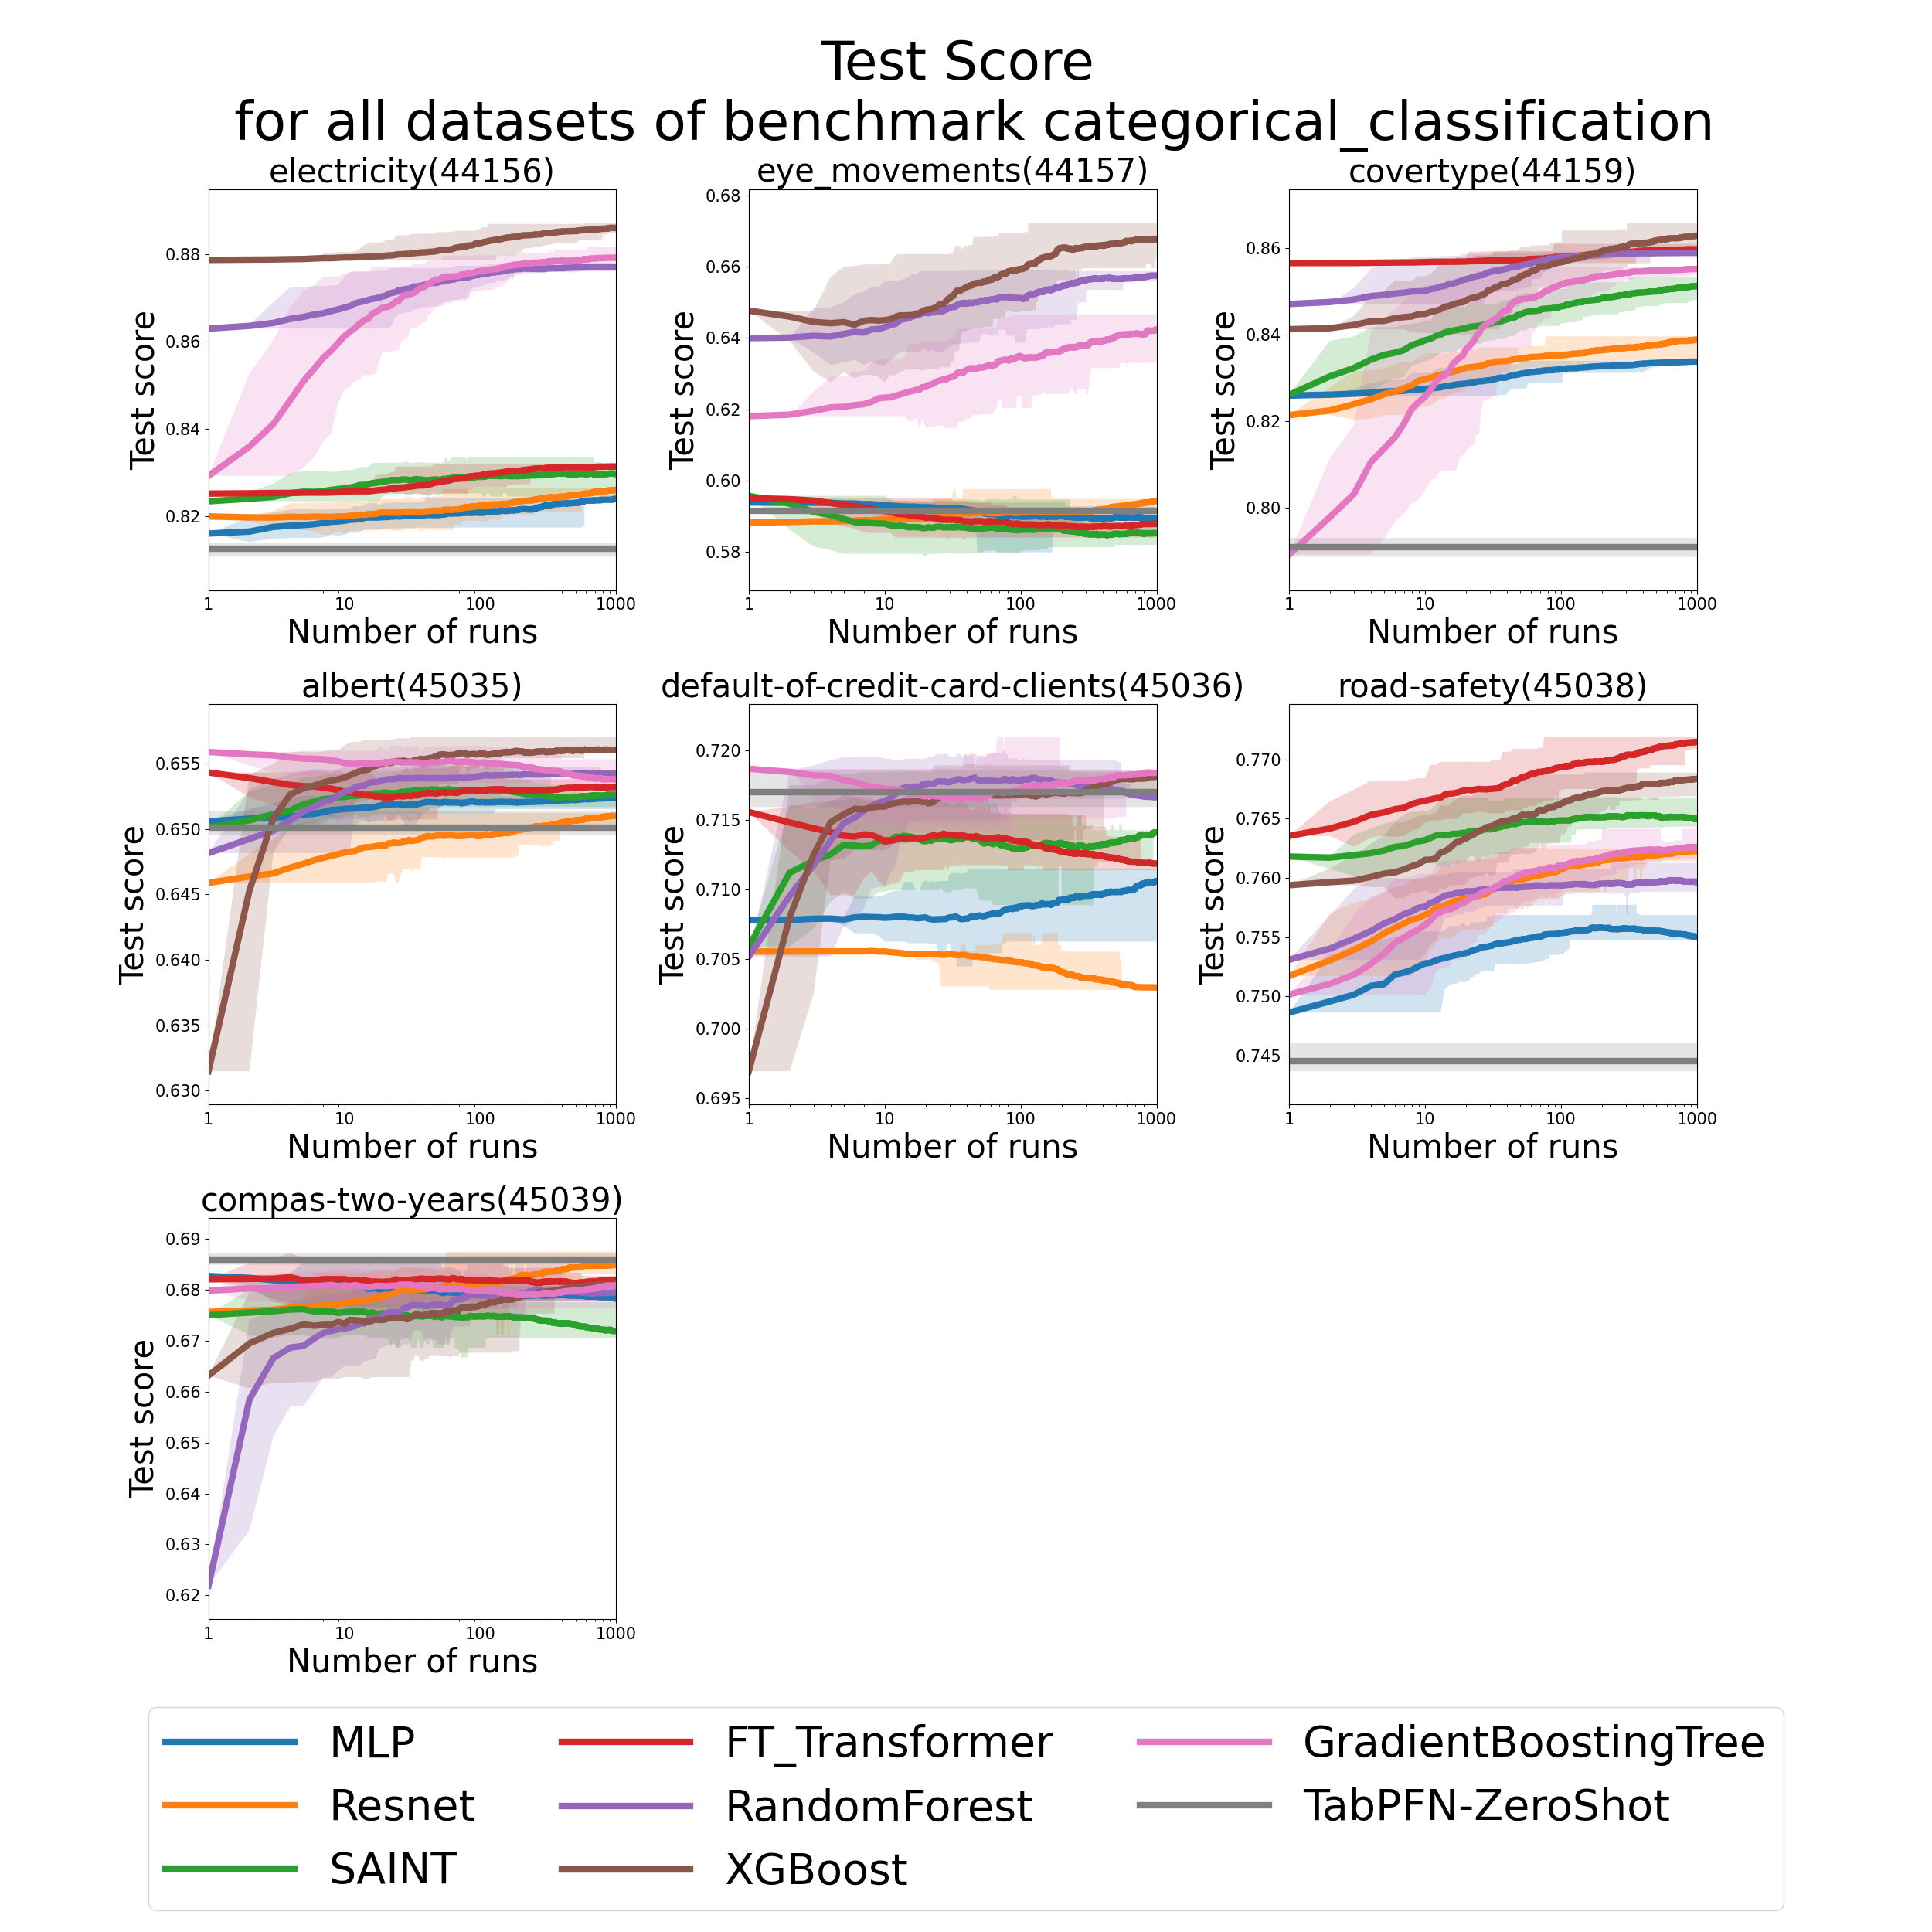 Test Score
for all datasets of benchmark categorical_classification
electricity(44156)
Test score
0.88
0.86
0.84
0.82
1
10
100
1000
Number of runs
eye_movements(44157)
Test score
0.68
0.66
0.64
0.62
0.60
0.58
1
10
100
1000
Number of runs
covertype(44159)
Test score
0.86
0.84
0.82
0.80
1
10
100
1000
Number of runs
albert(45035)
Test score
0.655
0.650
0.645
0.640
0.635
0.630
1
10
100
1000
Number of runs
default-of-credit-card-clients(45036)
Test score
0.720
0.715
0.710
0.705
0.700
0.695
1
10
100
1000
Number of runs
road-safety(45038)
Test score
0.770
0.765
0.760
0.755
0.750
0.745
1
10
100
1000
Number of runs
compas-two-years(45039)
Test score
0.69
0.68
0.67
0.66
0.65
0.64
0.63
0.62
1
10
100
1000
Number of runs
MLP
Resnet
SAINT
FT_Transformer
RandomForest
XGBoost
GradientBoostingTree
TabPFN-ZeroShot